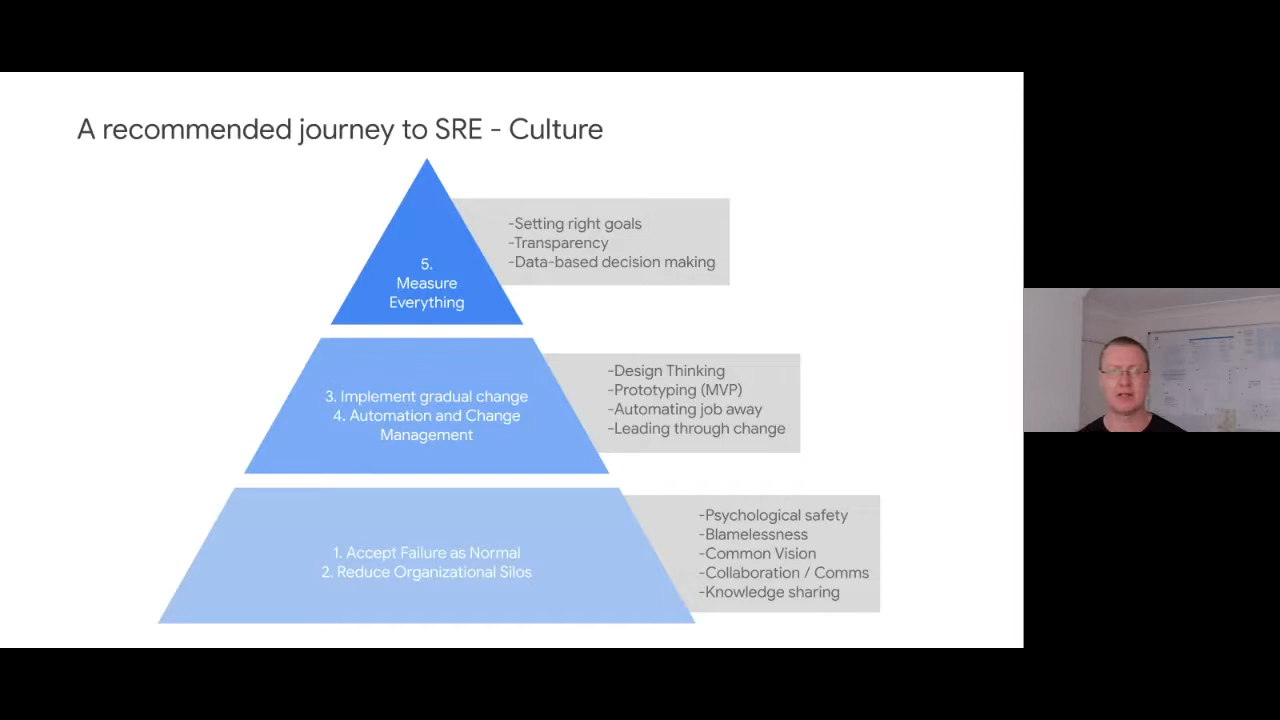 A recommended journey to SRE - Culture
5.
Measure
Everything
-Setting right goals
-Transparency
-Data-based decision making
3. Implement gradual change
4. Automation and Change
Management
-Design Thinking
-Prototyping (MVP)
-Automating job away
-Leading through change
1. Accept Failure as Normal
2. Reduce Organizational Silos
-Psychological safety
-Blamelessness
-Common Vision
-Collaboration / Comms
-Knowledge sharing